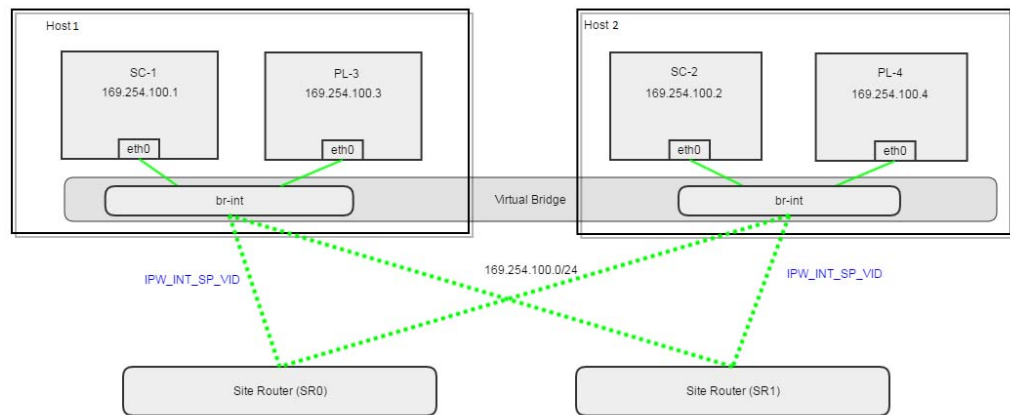 Host 1
Host 2
SC-1
169.254.100.1
PL-3
169.254.100.3
SC-2
169.254.100.2
PL-4
169.254.100.4
eth0
eth0
eth0
eth0
br-int
Virtual Bridge
br-int
IPW_INT_SP_VID
169.254.100.0/24
IPW_INT_SP_VID
Site Router (SR0)
Site Router (SR1)